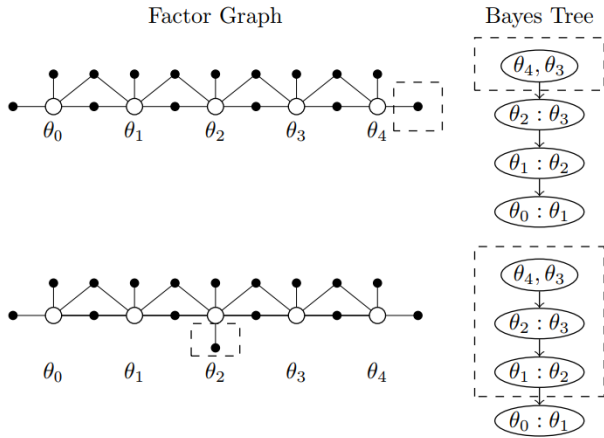 Factor Graph Bayes Tree
θ₄, θ₃
θ₀ θ₁ θ₂ θ₃ θ₄
θ₂ : θ₃
θ₁ : θ₂
θ₀ : θ₁
θ₄, θ₃
θ₂ : θ₃
θ₀ θ₁ θ₂ θ₃ θ₄
θ₁ : θ₂
θ₀ : θ₁